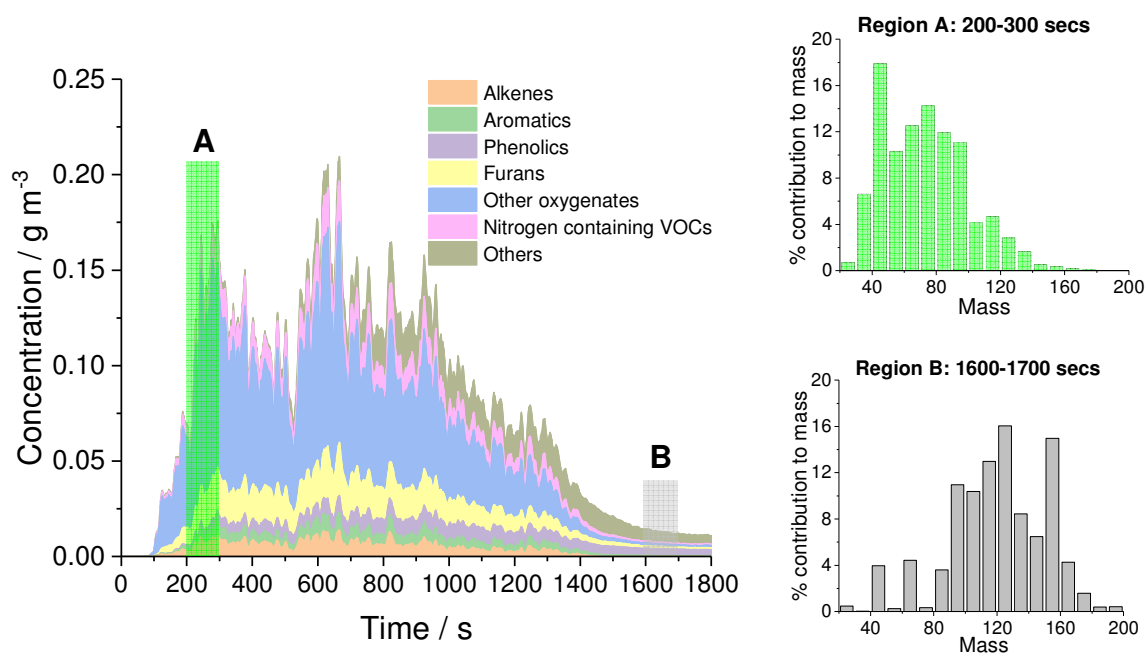 0.25
0.20
0.15
0.10
0.05
0.00
Concentration / g m⁻³
0 200 400 600 800 1000 1200 1400 1600 1800
Time / s
A
B
Alkenes
Aromatics
Phenolics
Furans
Other oxygenates
Nitrogen containing VOCs
Others
Region A: 200-300 secs
20
16
12
8
4
0
% contribution to mass
40 80 120 160 200
Mass
Region B: 1600-1700 secs
20
16
12
8
4
0
% contribution to mass
40 80 120 160 200
Mass